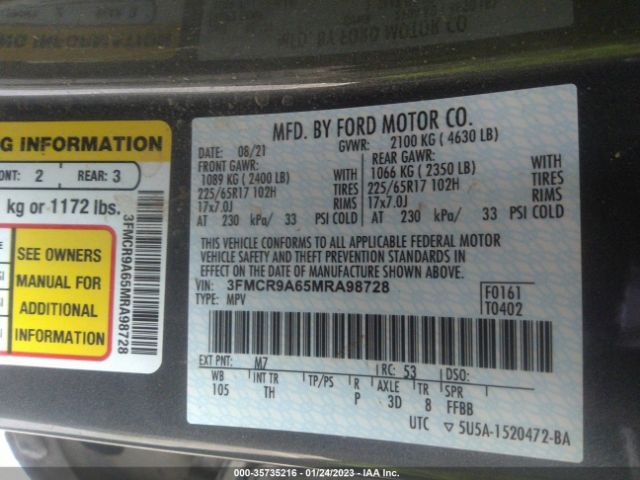 NG INFORMATION
ONT: 2 REAR: 3
kg or 1172 lbs.
SEE OWNERS
MANUAL FOR
ADDITIONAL
INFORMATION
3FMCR9A65MRA98728
MFD. BY FORD MOTOR CO.
DATE: 08/21 GVWR: 2100 KG ( 4630 LB)
FRONT GAWR: REAR GAWR:
1089 KG ( 2400 LB) WITH 1066 KG ( 2350 LB) WITH
225/65R17 102H TIRES 225/65R17 102H TIRES
17x7.0J RIMS 17x7.0J RIMS
AT 230 kPa/ 33 PSI COLD AT 230 kPa/ 33 PSI COLD
THIS VEHICLE CONFORMS TO ALL APPLICABLE FEDERAL MOTOR
VEHICLE SAFETY AND THEFT PREVENTION STANDARDS IN
EFFECT ON THE DATE OF MANUFACTURE SHOWN ABOVE.
VIN: 3FMCR9A65MRA98728
TYPE: MPV
F0161
T0402
EXT PNT: M7 RC: 53 DSO:
WB INT TR TP/PS R AXLE TR SPR
105 TH P 3D 8 FFBB
UTC ▽5U5A-1520472-BA
000-35735216 - 01/24/2023 - IAA Inc.